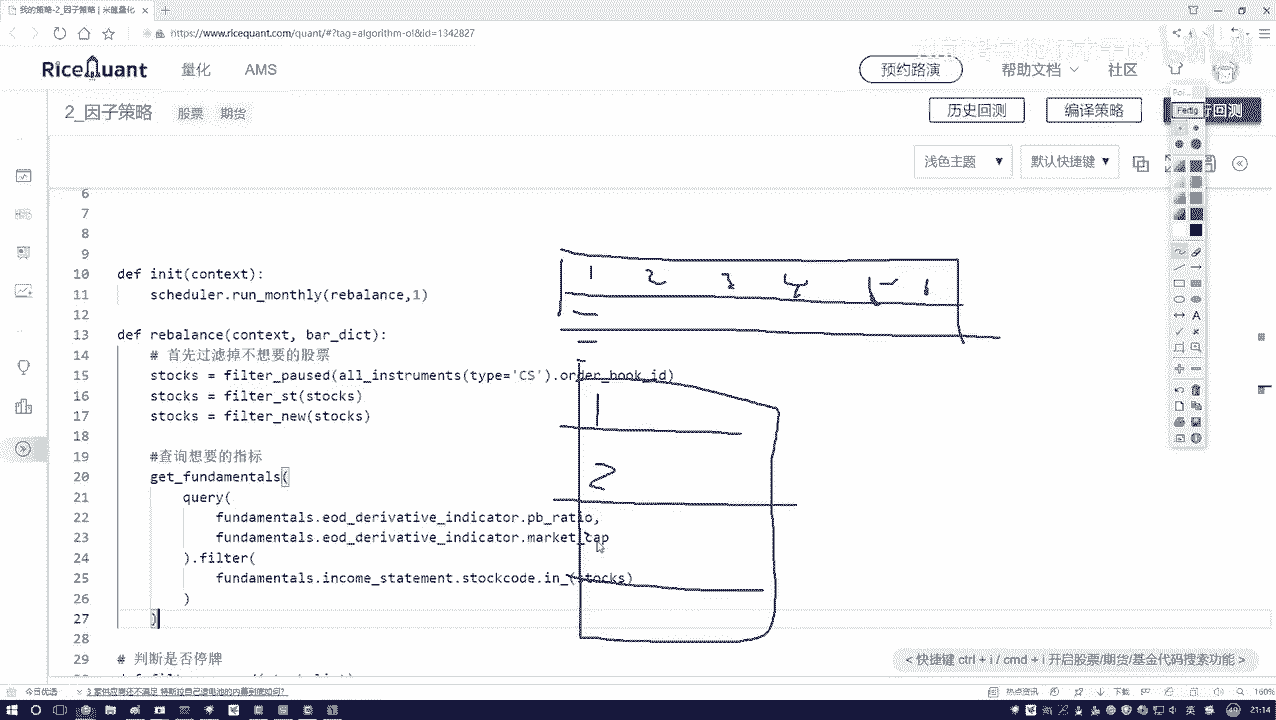 我的策略-2_因子策略 | 米筐量化
https://www.ricequant.com/quant/#?tag=algorithm-ol&id=1342827
RiceQuant
量化
AMS
预约路演
帮助文档
社区
2_因子策略
股票
期货
历史回测
编译策略
浅色主题 ▼
默认快捷键 ▼
6
7
8
9
10 def init(context):
11 scheduler.run_monthly(rebalance,1)
12
13 def rebalance(context, bar_dict):
14 # 首先过滤掉不想要的股票
15 stocks = filter_paused(all_instruments(type='CS').order_book_id)
16 stocks = filter_st(stocks)
17 stocks = filter_new(stocks)
18
19 #查询想要的指标
20 get_fundamentals(
21 query(
22 fundamentals.eod_derivative_indicator.pb_ratio,
23 fundamentals.eod_derivative_indicator.market_cap
24 ).filter(
25 fundamentals.income_statement.stockcode.in_(stocks)
26 )
27 )
28
29 # 判断是否停牌
1 2 3 4
1
2
<快捷键 ctrl + i / cmd + i 开启股票/期货/基金代码搜索功能 >
今日优选
热点资讯
下载
160%
21:14